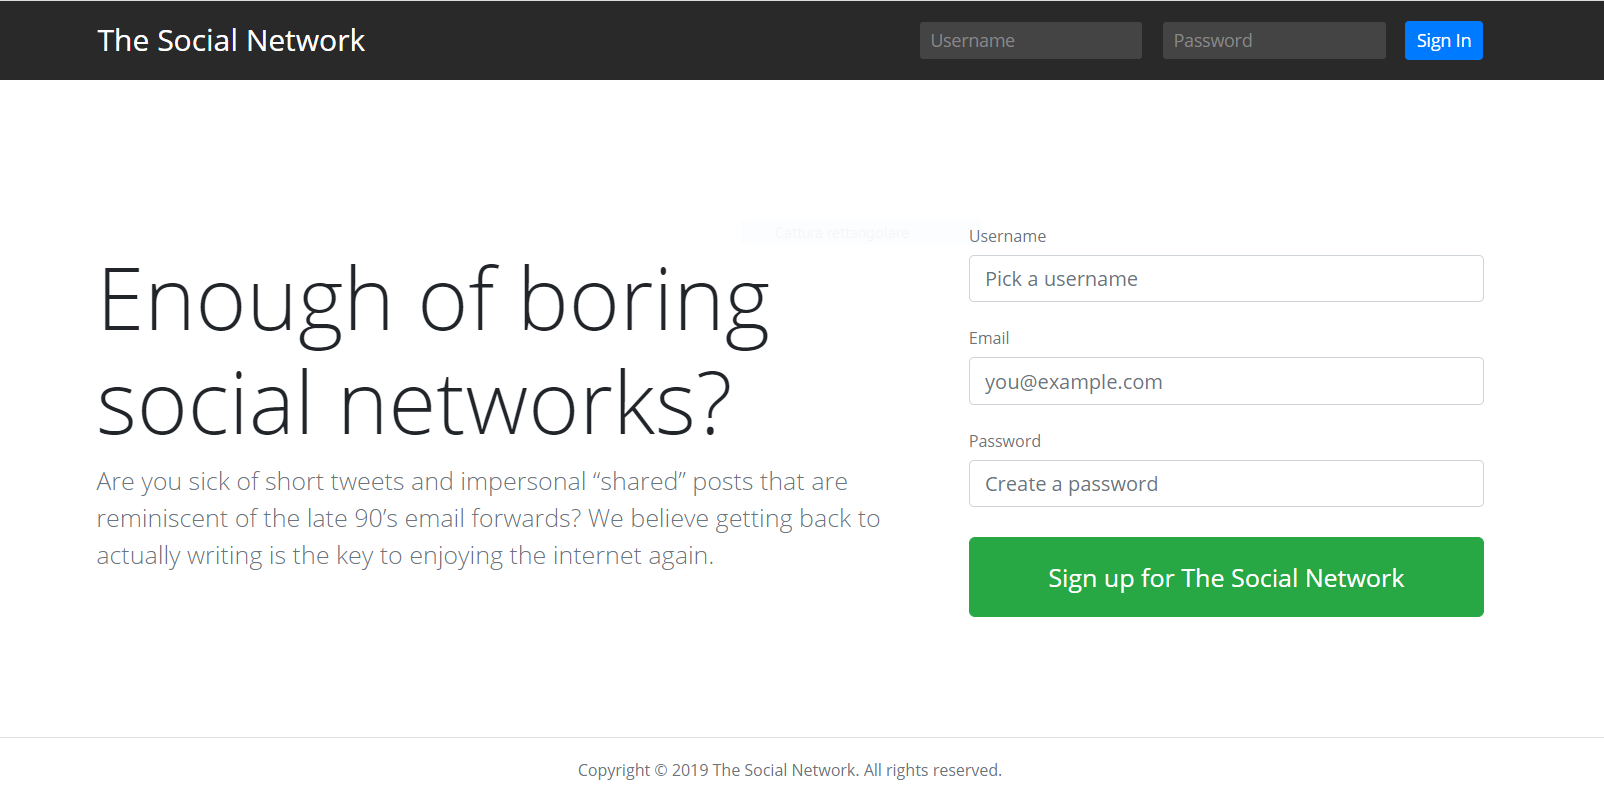 The Social Network
Username
Password
Sign In
Cattura rettangolare
Enough of boring
social networks?
Are you sick of short tweets and impersonal “shared” posts that are
reminiscent of the late 90’s email forwards? We believe getting back to
actually writing is the key to enjoying the internet again.
Username
Pick a username
Email
you@example.com
Password
Create a password
Sign up for The Social Network
Copyright © 2019 The Social Network. All rights reserved.